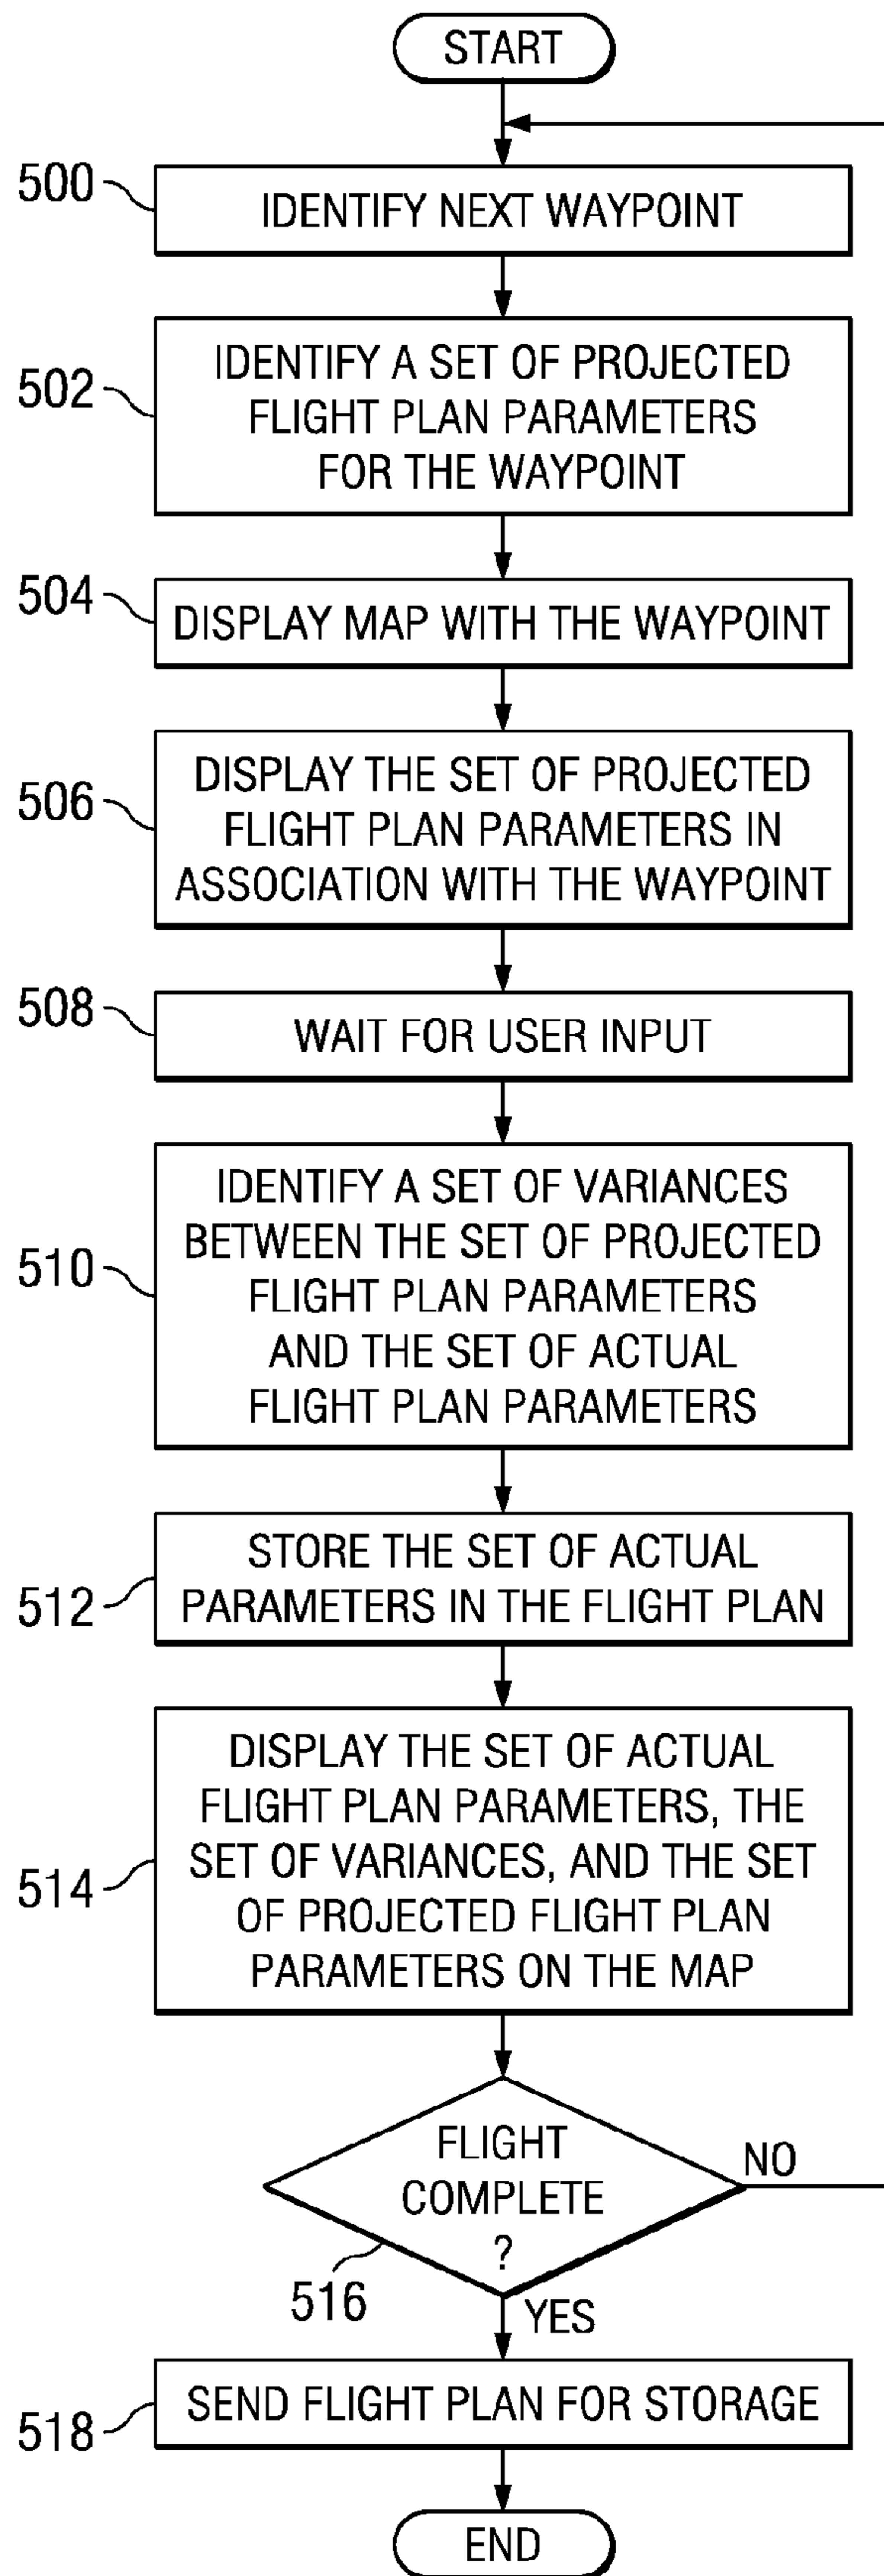 START
500
IDENTIFY NEXT WAYPOINT
502
IDENTIFY A SET OF PROJECTED
FLIGHT PLAN PARAMETERS
FOR THE WAYPOINT
504
DISPLAY MAP WITH THE WAYPOINT
506
DISPLAY THE SET OF PROJECTED
FLIGHT PLAN PARAMETERS IN
ASSOCIATION WITH THE WAYPOINT
508
WAIT FOR USER INPUT
510
IDENTIFY A SET OF VARIANCES
BETWEEN THE SET OF PROJECTED
FLIGHT PLAN PARAMETERS
AND THE SET OF ACTUAL
FLIGHT PLAN PARAMETERS
512
STORE THE SET OF ACTUAL
PARAMETERS IN THE FLIGHT PLAN
514
DISPLAY THE SET OF ACTUAL
FLIGHT PLAN PARAMETERS, THE
SET OF VARIANCES, AND THE SET
OF PROJECTED FLIGHT PLAN
PARAMETERS ON THE MAP
FLIGHT
COMPLETE
?
NO
516
YES
518
SEND FLIGHT PLAN FOR STORAGE
END